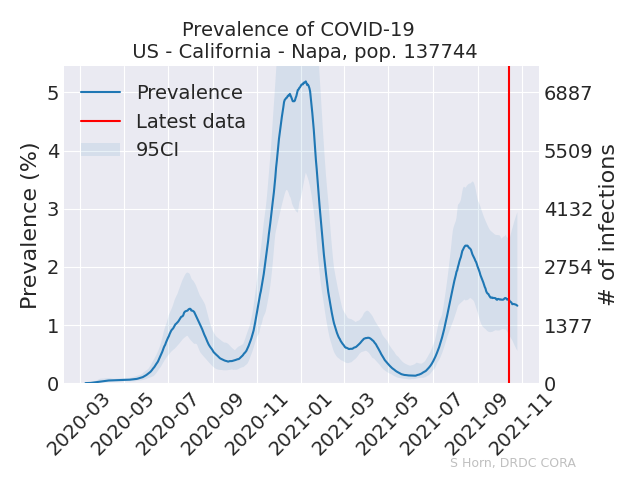 Prevalence of COVID-19
US - California - Napa, pop. 137744
Prevalence
Latest data
95CI
Prevalence (%)
5
4
3
2
1
0
6887
5509
4132
2754
1377
0
# of infections
2020-03
2020-05
2020-07
2020-09
2020-11
2021-01
2021-03
2021-05
2021-07
2021-09
2021-11
S Horn, DRDC CORA